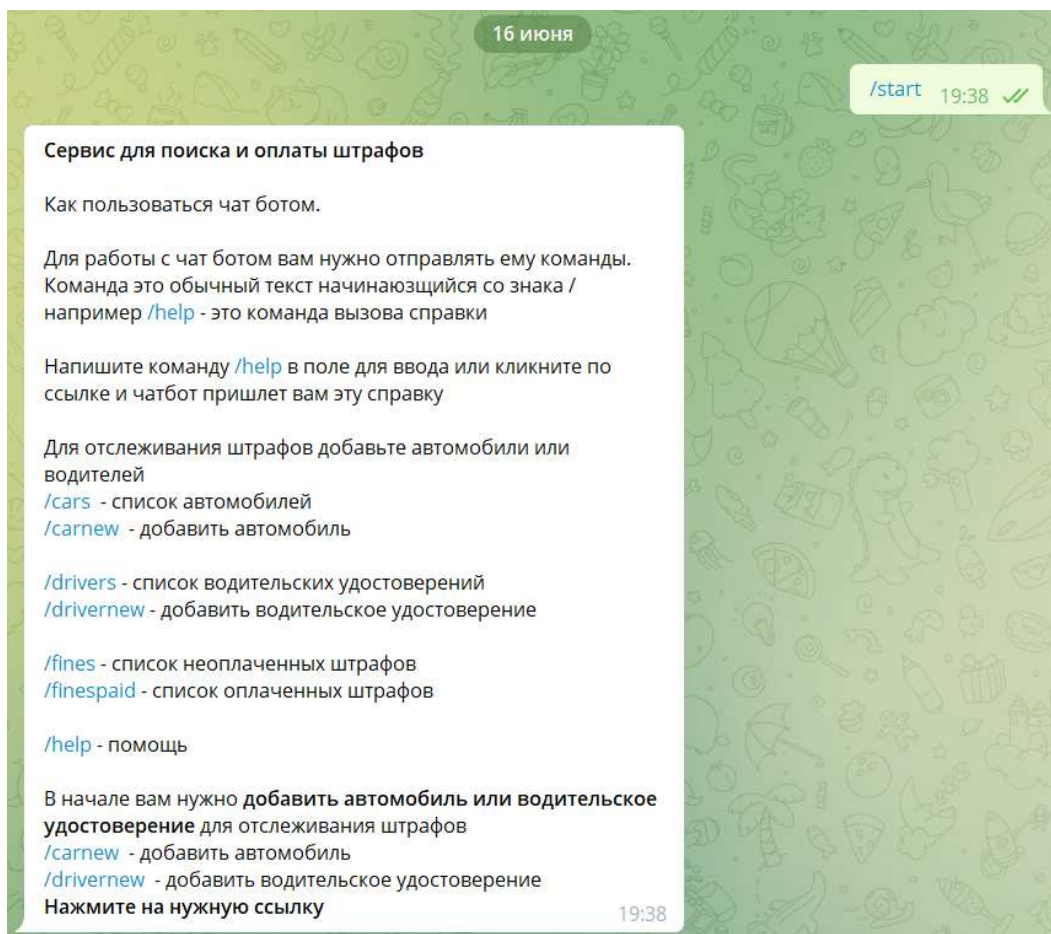 16 июня
/start 19:38
Сервис для поиска и оплаты штрафов
Как пользоваться чат ботом.
Для работы с чат ботом вам нужно отправлять ему команды.
Команда это обычный текст начинаюзщийся со знака /
например /help - это команда вызова справки
Напишите команду /help в поле для ввода или кликните по
ссылке и чатбот пришлет вам эту справку
Для отслеживания штрафов добавьте автомобили или
водителей
/cars - список автомобилей
/carnew - добавить автомобиль
/drivers - список водительских удостоверений
/drivernew - добавить водительское удостоверение
/fines - список неоплаченных штрафов
/finespaid - список оплаченных штрафов
/help - помощь
В начале вам нужно добавить автомобиль или водительское
удостоверение для отслеживания штрафов
/carnew - добавить автомобиль
/drivernew - добавить водительское удостоверение
Нажмите на нужную ссылку
19:38